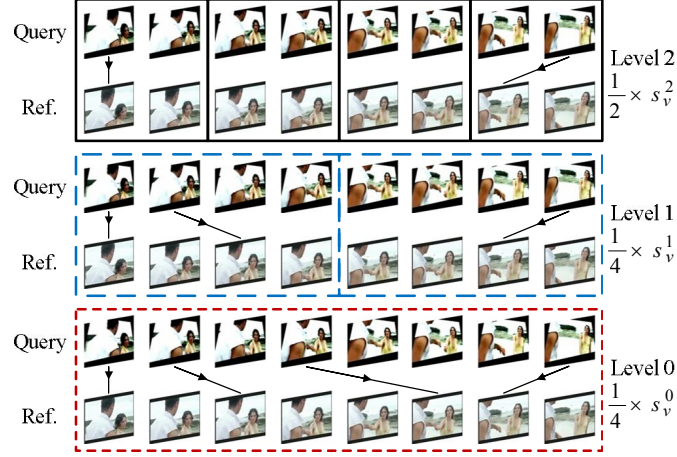 Query
Level 2
1/2 × s_v^2
Ref.
Query
Level 1
1/4 × s_v^1
Ref.
Query
Level 0
1/4 × s_v^0
Ref.